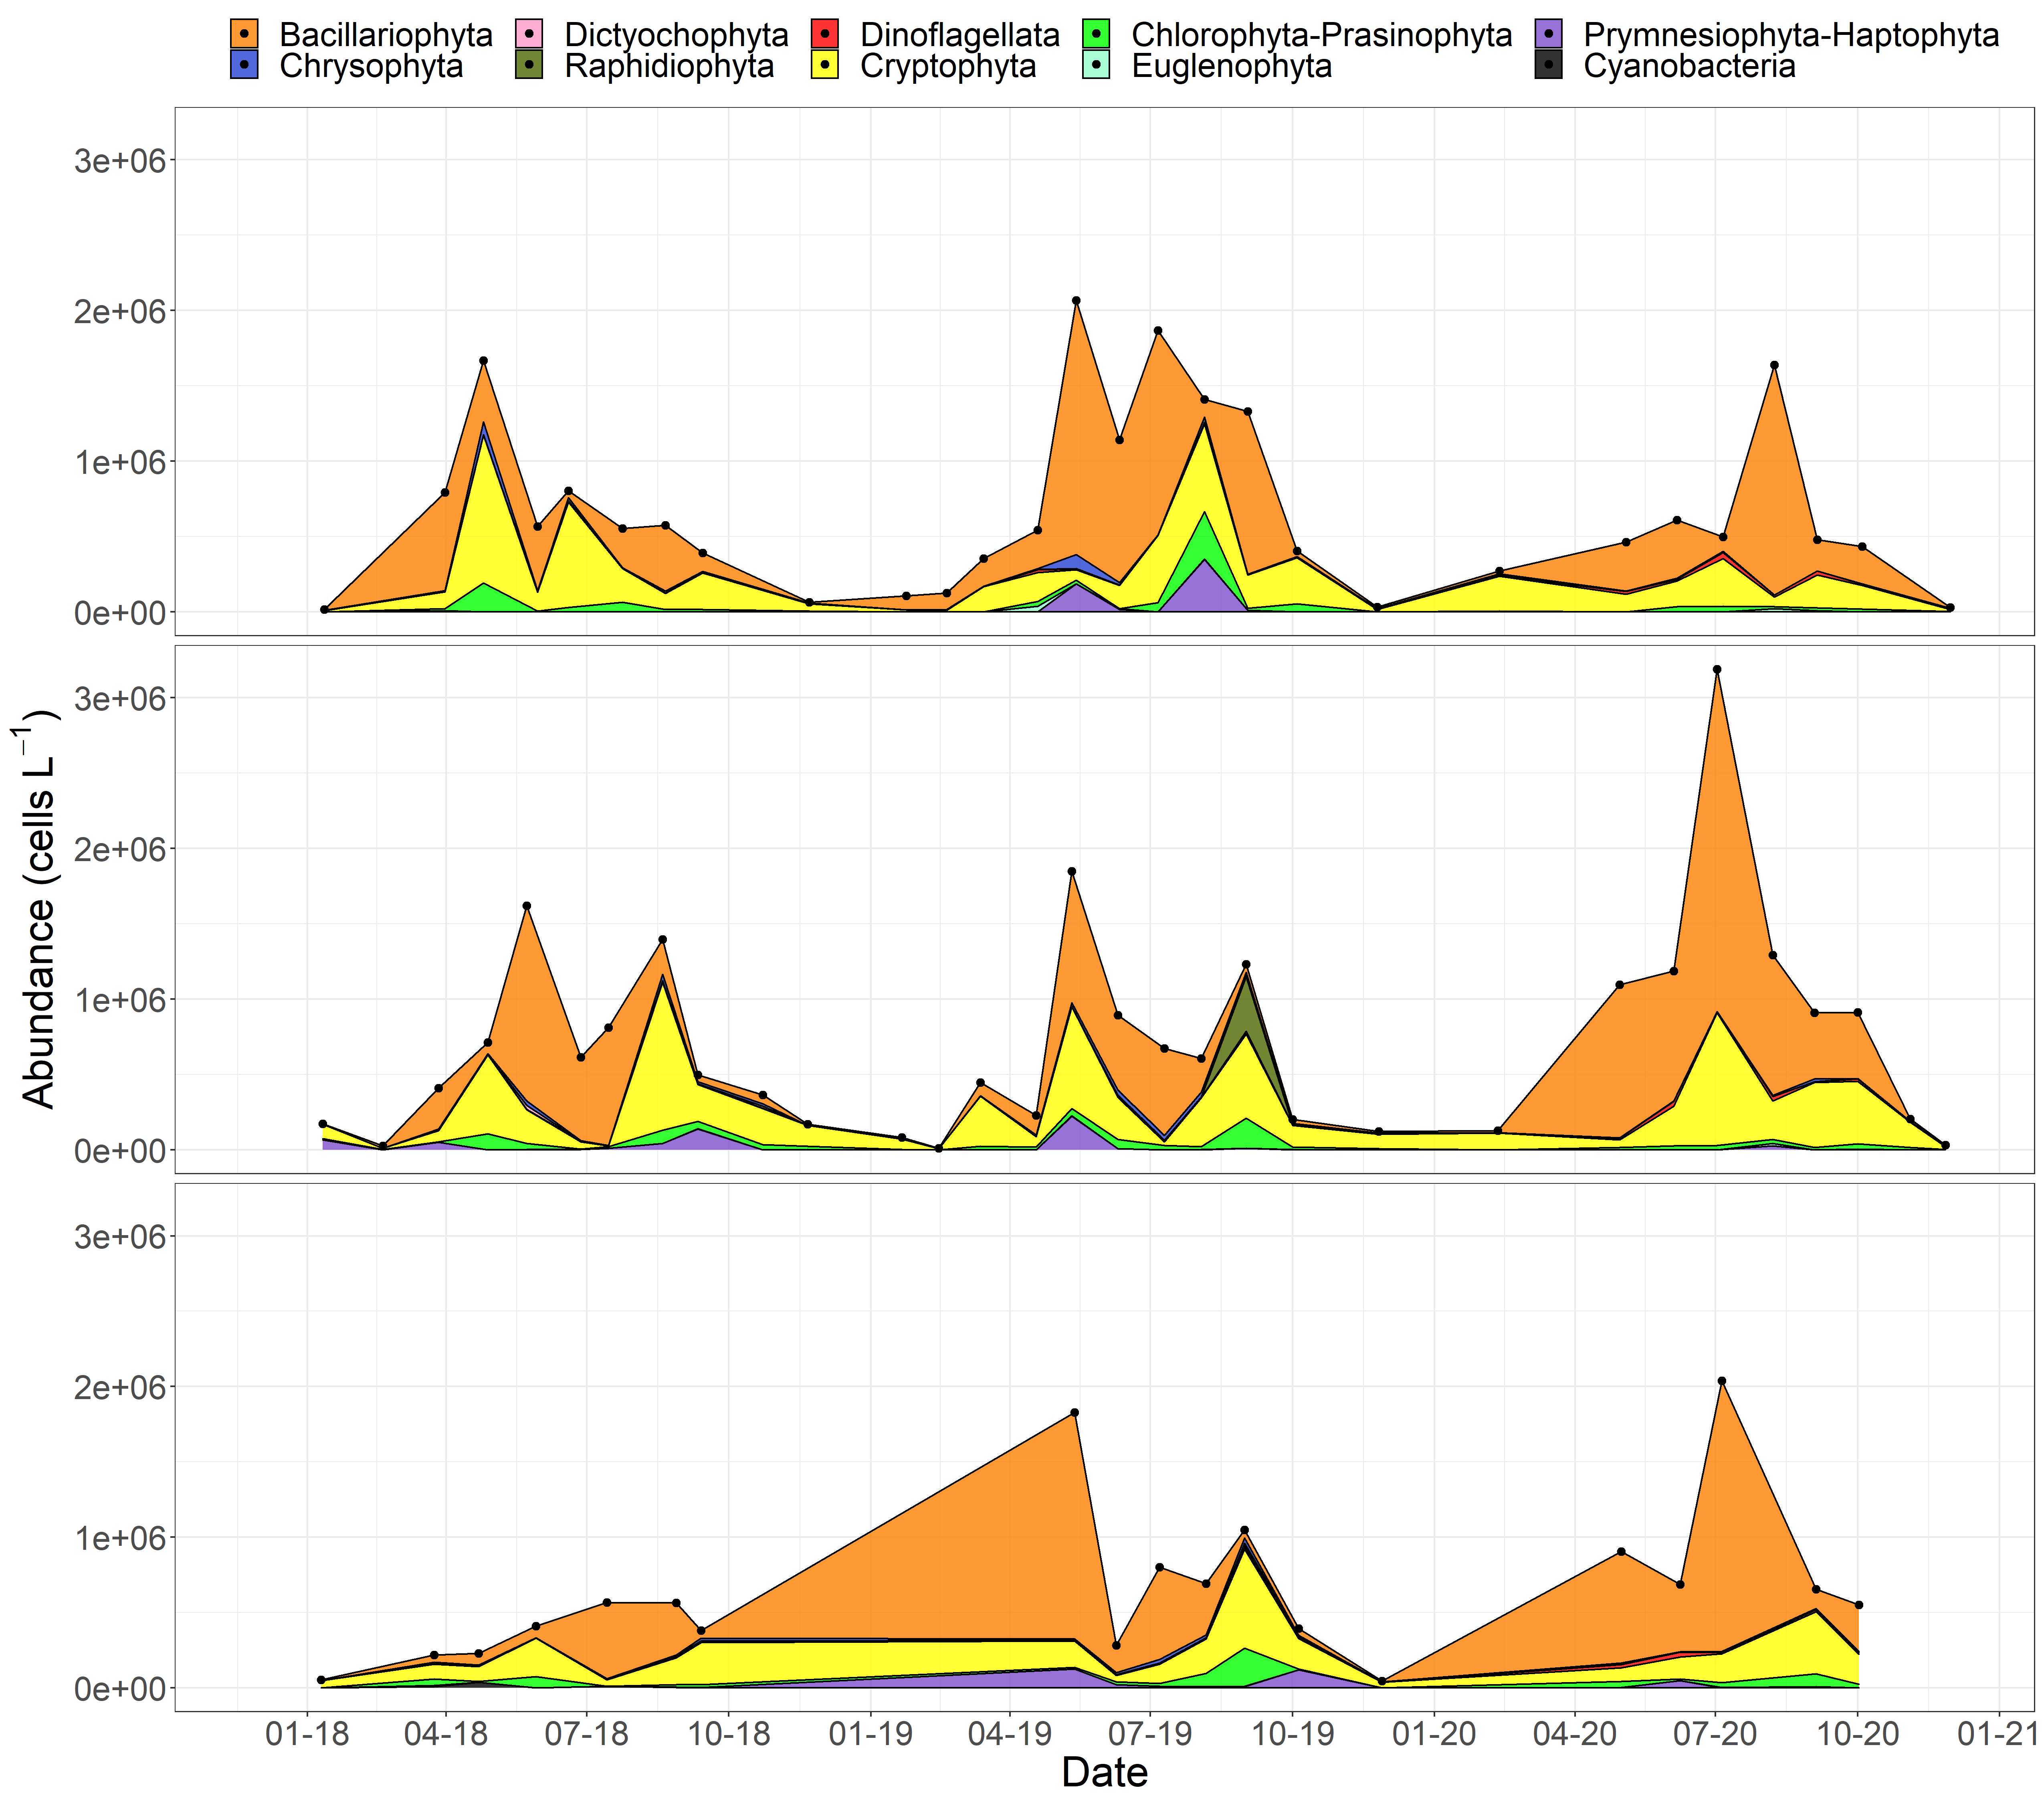 Bacillariophyta Dictyochophyta Dinoflagellata Chlorophyta-Prasinophyta Prymnesiophyta-Haptophyta
Chrysophyta Raphidiophyta Cryptophyta Euglenophyta Cyanobacteria
3e+06
2e+06
1e+06
0e+00
3e+06
2e+06
1e+06
0e+00
Abundance (cells L⁻¹)
3e+06
2e+06
1e+06
0e+00
01-18 04-18 07-18 10-18 01-19 04-19 07-19 10-19 01-20 04-20 07-20 10-20 01-21
Date